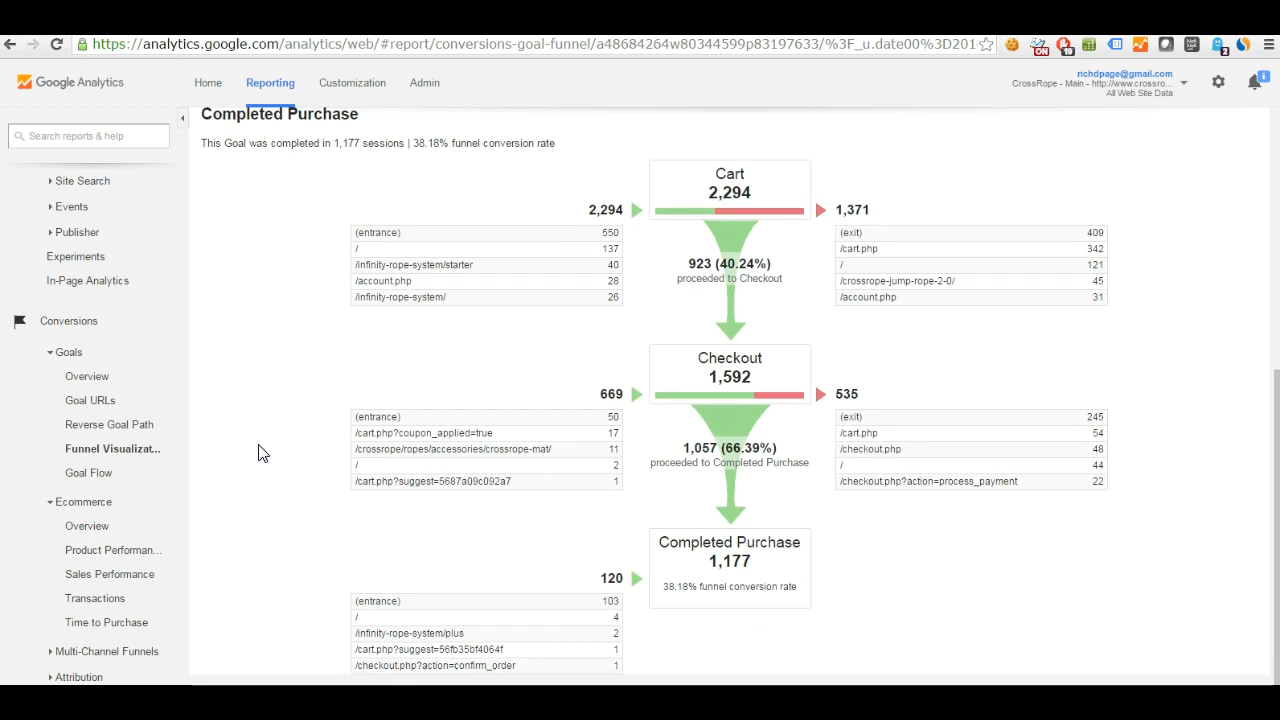 https://analytics.google.com/analytics/web/#report/conversions-goal-funnel/a48684264w80344599p83197633/%3F_u.date00%3D201
ON
19
2
Google Analytics
Home
Reporting
Customization
Admin
richdpage@gmail.com
CrossRope - Main - http://www.crossro...
All Web Site Data
Search reports & help
Site Search
Events
Publisher
Experiments
In-Page Analytics
Conversions
Goals
Overview
Goal URLs
Reverse Goal Path
Funnel Visualizat...
Goal Flow
Ecommerce
Overview
Product Performan...
Sales Performance
Transactions
Time to Purchase
Multi-Channel Funnels
Attribution
Completed Purchase
This Goal was completed in 1,177 sessions | 38.18% funnel conversion rate
Cart
2,294
2,294
(entrance) 550
/ 137
/infinity-rope-system/starter 40
/account.php 28
/infinity-rope-system/ 26
1,371
(exit) 409
/cart.php 342
/ 121
/crossrope-jump-rope-2-0/ 45
/account.php 31
923 (40.24%)
proceeded to Checkout
Checkout
1,592
669
(entrance) 50
/cart.php?coupon_applied=true 17
/crossrope/ropes/accessories/crossrope-mat/ 11
/ 2
/cart.php?suggest=5687a09c092a7 1
535
(exit) 245
/cart.php 54
/checkout.php 48
/ 44
/checkout.php?action=process_payment 22
1,057 (66.39%)
proceeded to Completed Purchase
Completed Purchase
1,177
38.18% funnel conversion rate
120
(entrance) 103
/ 4
/infinity-rope-system/plus 2
/cart.php?suggest=56fb35bf4064f 1
/checkout.php?action=confirm_order 1